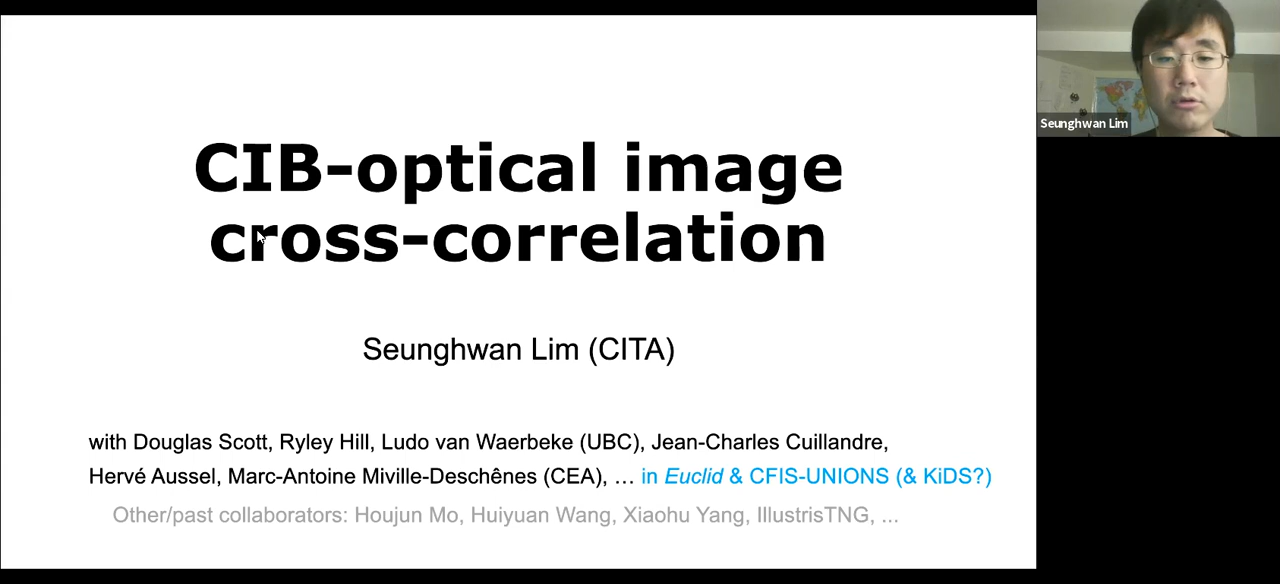 CIB-optical image
cross-correlation
Seunghwan Lim (CITA)
with Douglas Scott, Ryley Hill, Ludo van Waerbeke (UBC), Jean-Charles Cuillandre,
Hervé Aussel, Marc-Antoine Miville-Deschênes (CEA), … in Euclid & CFIS-UNIONS (& KiDS?)
Other/past collaborators: Houjun Mo, Huiyuan Wang, Xiaohu Yang, IllustrisTNG, ...
Seunghwan Lim